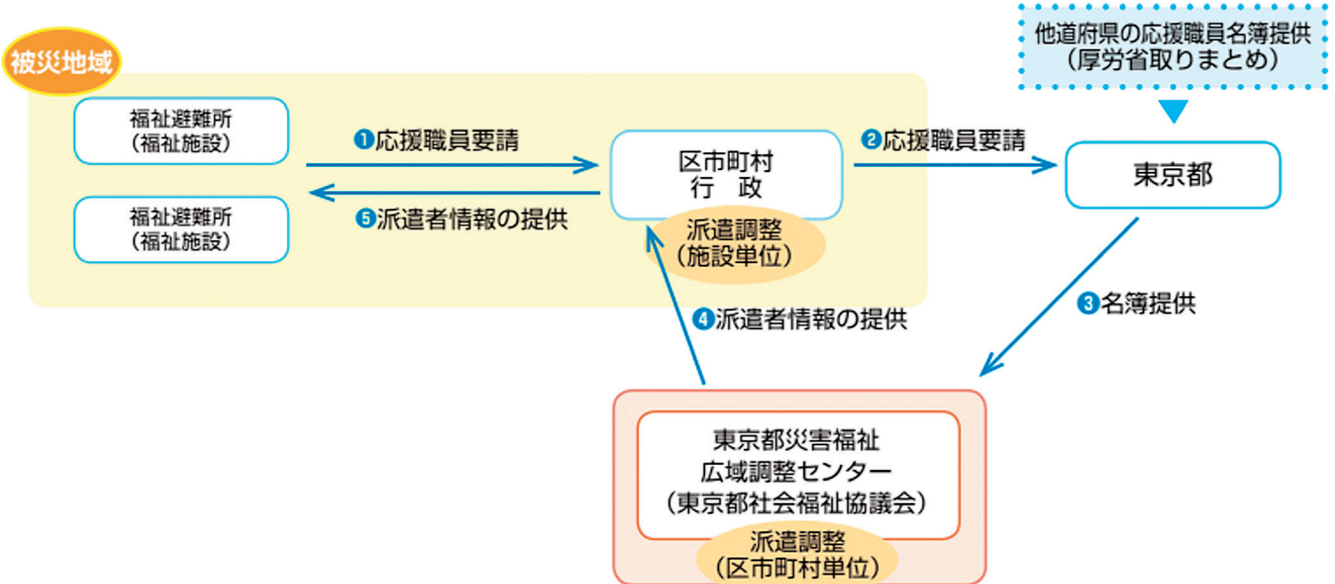 他道府県の応援職員名簿提供
（厚労省取りまとめ）
被災地域
福祉避難所
（福祉施設）
❶応援職員要請
区市町村
行　政
❷応援職員要請
東京都
福祉避難所
（福祉施設）
❺派遣者情報の提供
派遣調整
（施設単位）
❹派遣者情報の提供
❸名簿提供
東京都災害福祉
広域調整センター
（東京都社会福祉協議会）
派遣調整
（区市町村単位）